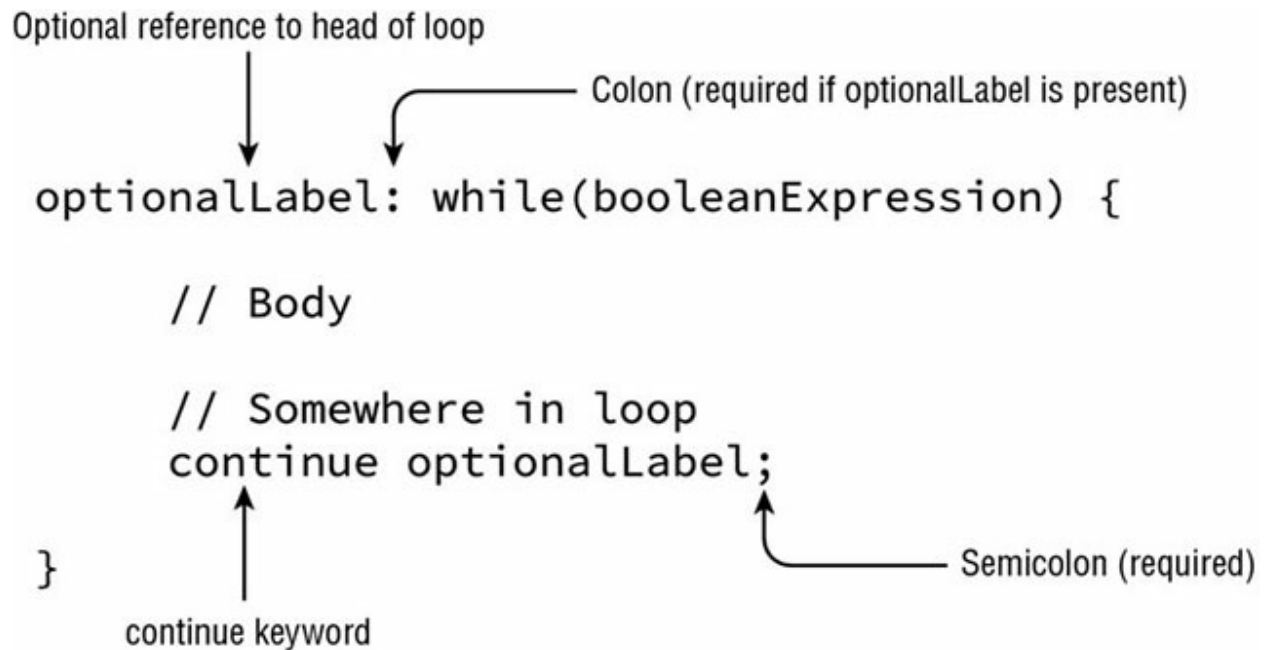 Optional reference to head of loop
Colon (required if optionalLabel is present)
optionalLabel: while(booleanExpression) {
// Body
// Somewhere in loop
continue optionalLabel;
}
Semicolon (required)
continue keyword